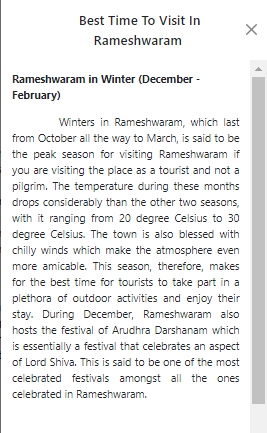 Best Time To Visit In
Rameshwaram
Rameshwaram in Winter (December -
February)
Winters in Rameshwaram, which last
from October all the way to March, is said to be
the peak season for visiting Rameshwaram if
you are visiting the place as a tourist and not a
pilgrim. The temperature during these months
drops considerably than the other two seasons,
with it ranging from 20 degree Celsius to 30
degree Celsius. The town is also blessed with
chilly winds which make the atmosphere even
more amicable. This season, therefore, makes
for the best time for tourists to take part in a
plethora of outdoor activities and enjoy their
stay. During December, Rameshwaram also
hosts the festival of Arudhra Darshanam which
is essentially a festival that celebrates an aspect
of Lord Shiva. This is said to be one of the most
celebrated festivals amongst all the ones
celebrated in Rameshwaram.